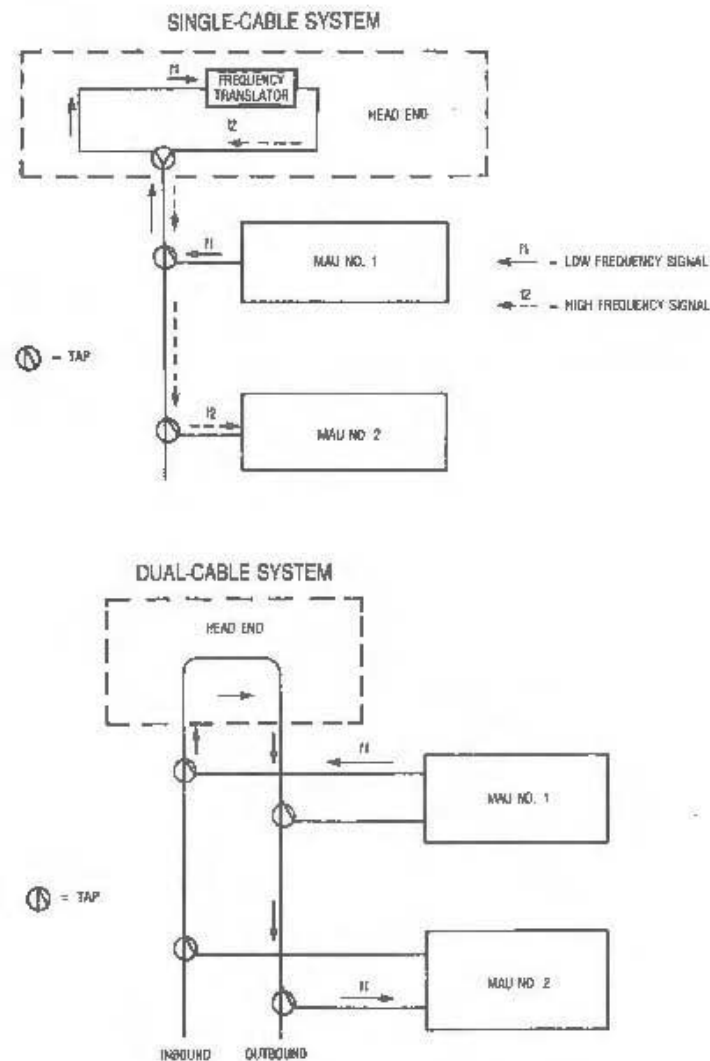 SINGLE-CABLE SYSTEM
f1
FREQUENCY
TRANSLATOR
HEAD END
f2
f1
MAU NO. 1
f1 – LOW FREQUENCY SIGNAL
f2 – HIGH FREQUENCY SIGNAL
– TAP
f2
MAU NO. 2
DUAL-CABLE SYSTEM
HEAD END
f1
MAU NO. 1
= TAP
MAU NO. 2
f1
INBOUND OUTBOUND